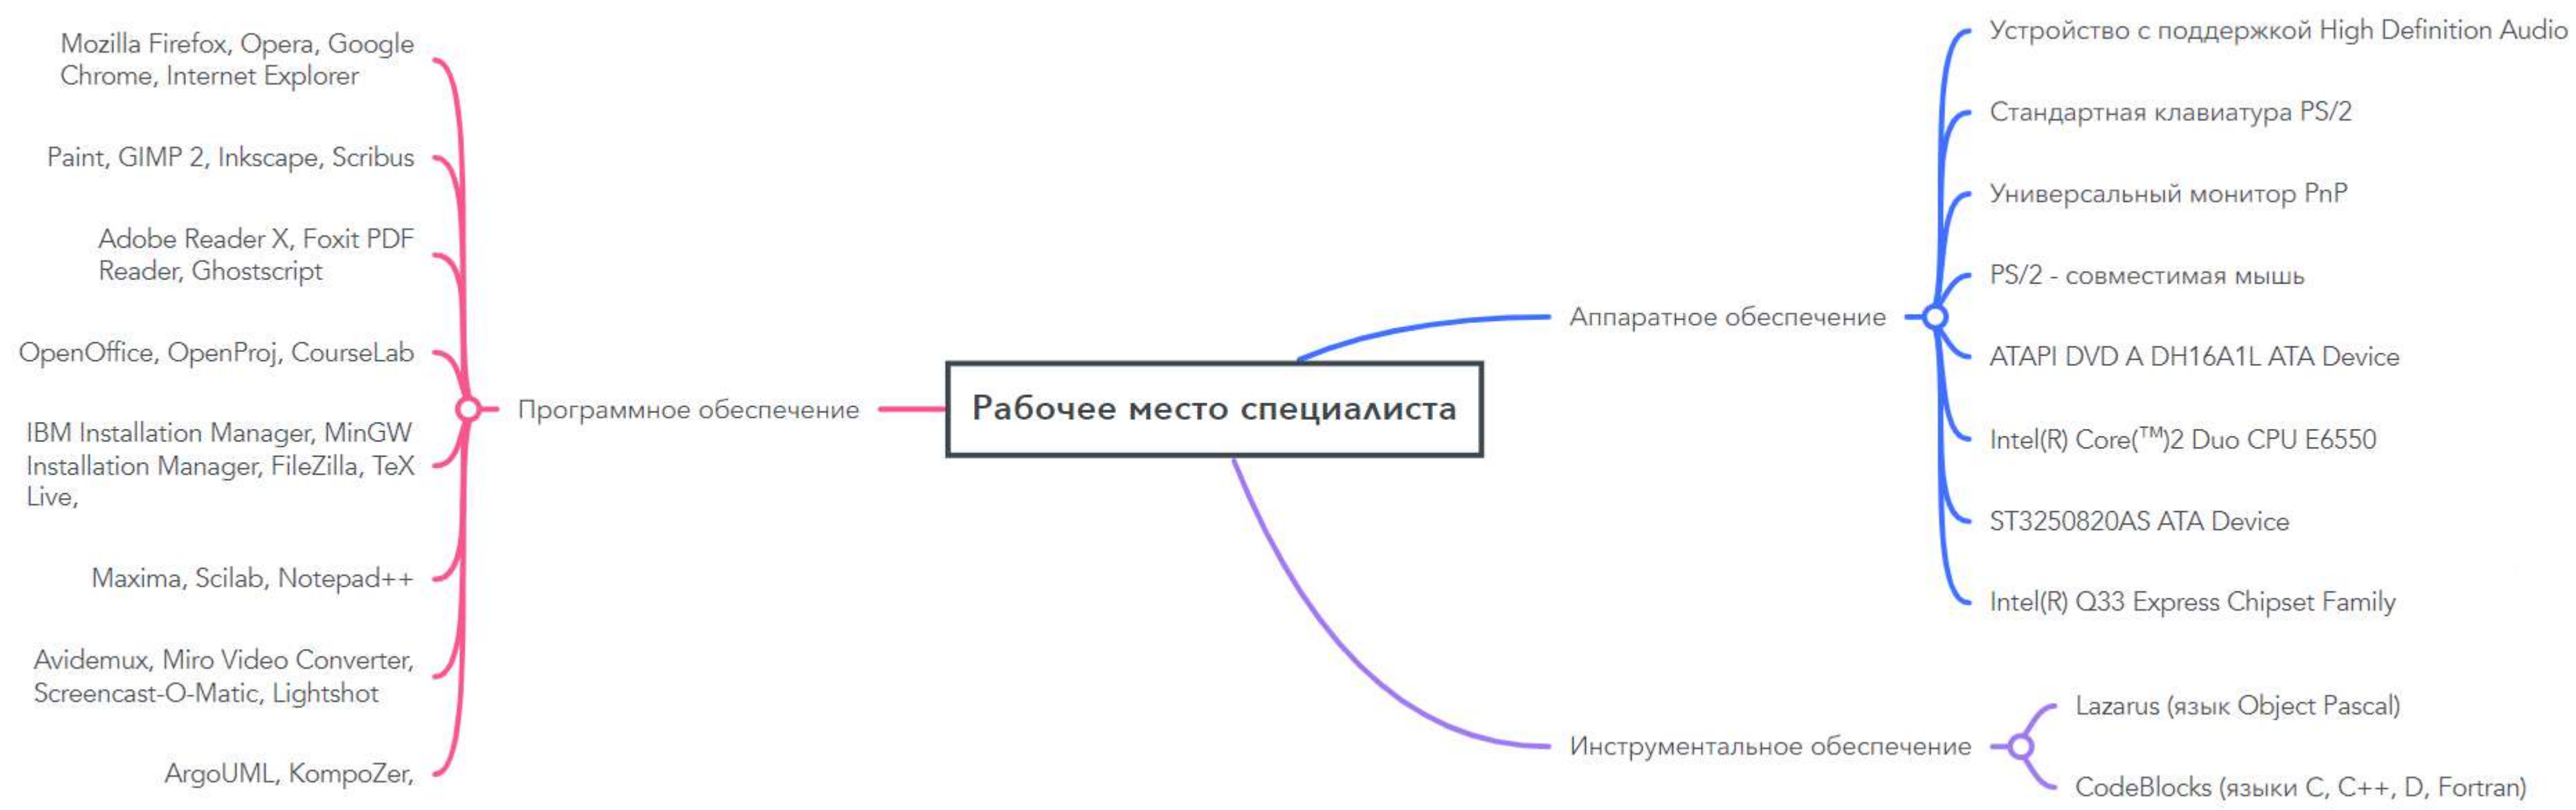 Mozilla Firefox, Opera, Google
Chrome, Internet Explorer
Paint, GIMP 2, Inkscape, Scribus
Adobe Reader X, Foxit PDF
Reader, Ghostscript
OpenOffice, OpenProj, CourseLab
IBM Installation Manager, MinGW
Installation Manager, FileZilla, TeX
Live,
Maxima, Scilab, Notepad++
Avidemux, Miro Video Converter,
Screencast-O-Matic, Lightshot
ArgoUML, KompoZer,
Программное обеспечение
Рабочее место специалиста
Аппаратное обеспечение
Устройство с поддержкой High Definition Audio
Стандартная клавиатура PS/2
Универсальный монитор PnP
PS/2 - совместимая мышь
ATAPI DVD A DH16A1L ATA Device
Intel(R) Core(™)2 Duo CPU E6550
ST3250820AS ATA Device
Intel(R) Q33 Express Chipset Family
Инструментальное обеспечение
Lazarus (язык Object Pascal)
CodeBlocks (языки C, C++, D, Fortran)